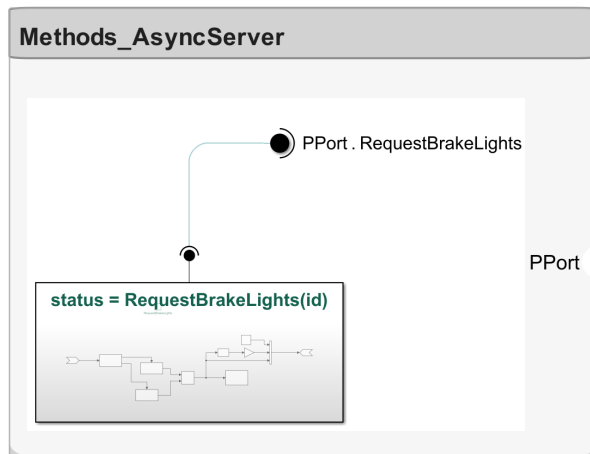 Methods_AsyncServer
PPort . RequestBrakeLights
PPort
status = RequestBrakeLights(id)